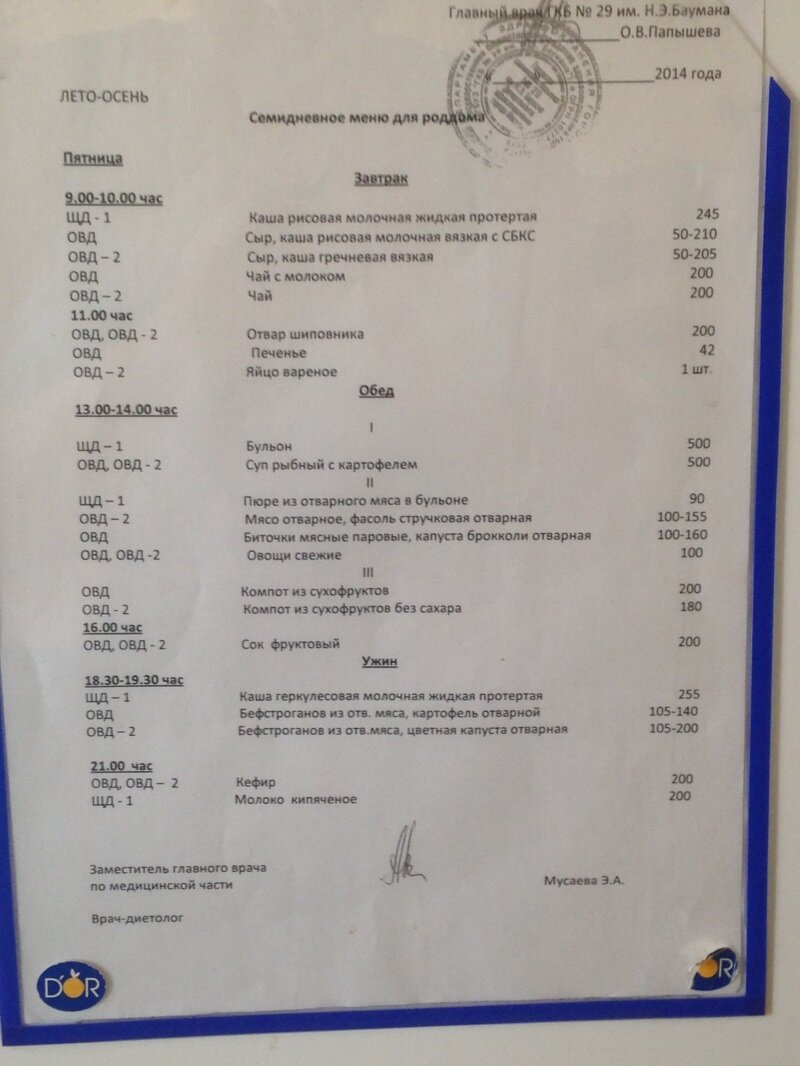 Главный врач ГКБ № 29 им. Н.Э.Баумана
О.В.Папышева
2014 года
ЛЕТО-ОСЕНЬ
Семидневное меню для роддома
Пятница
Завтрак
9.00-10.00 час
ЩД - 1 Каша рисовая молочная жидкая протертая 245
ОВД Сыр, каша рисовая молочная вязкая с СБКС 50-210
ОВД – 2 Сыр, каша гречневая вязкая 50-205
ОВД Чай с молоком 200
ОВД – 2 Чай 200
11.00 час
ОВД, ОВД - 2 Отвар шиповника 200
ОВД Печенье 42
ОВД – 2 Яйцо вареное 1 шт.
Обед
13.00-14.00 час
I
ЩД – 1 Бульон 500
ОВД, ОВД - 2 Суп рыбный с картофелем 500
II
ЩД – 1 Пюре из отварного мяса в бульоне 90
ОВД – 2 Мясо отварное, фасоль стручковая отварная 100-155
ОВД Биточки мясные паровые, капуста брокколи отварная 100-160
ОВД, ОВД -2 Овощи свежие 100
III
ОВД Компот из сухофруктов 200
ОВД - 2 Компот из сухофруктов без сахара 180
16.00 час
ОВД, ОВД - 2 Сок фруктовый 200
Ужин
18.30-19.30 час
ЩД – 1 Каша геркулесовая молочная жидкая протертая 255
ОВД Бефстроганов из отв. мяса, картофель отварной 105-140
ОВД – 2 Бефстроганов из отв.мяса, цветная капуста отварная 105-200
21.00 час
ОВД, ОВД – 2 Кефир 200
ЩД - 1 Молоко кипяченое 200
Заместитель главного врача
по медицинской части Мусаева Э.А.
Врач-диетолог
D'OR
OR